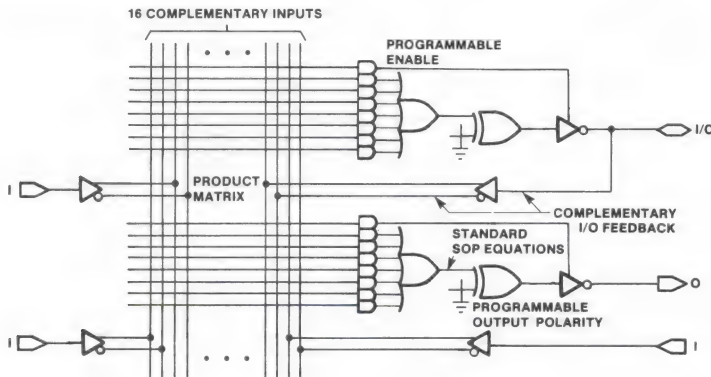 16 COMPLEMENTARY INPUTS
• • •
PROGRAMMABLE
ENABLE
I/O
I
PRODUCT
MATRIX
COMPLEMENTARY
I/O FEEDBACK
STANDARD
SOP EQUATIONS
O
PROGRAMMABLE
OUTPUT POLARITY
I
I
• • •